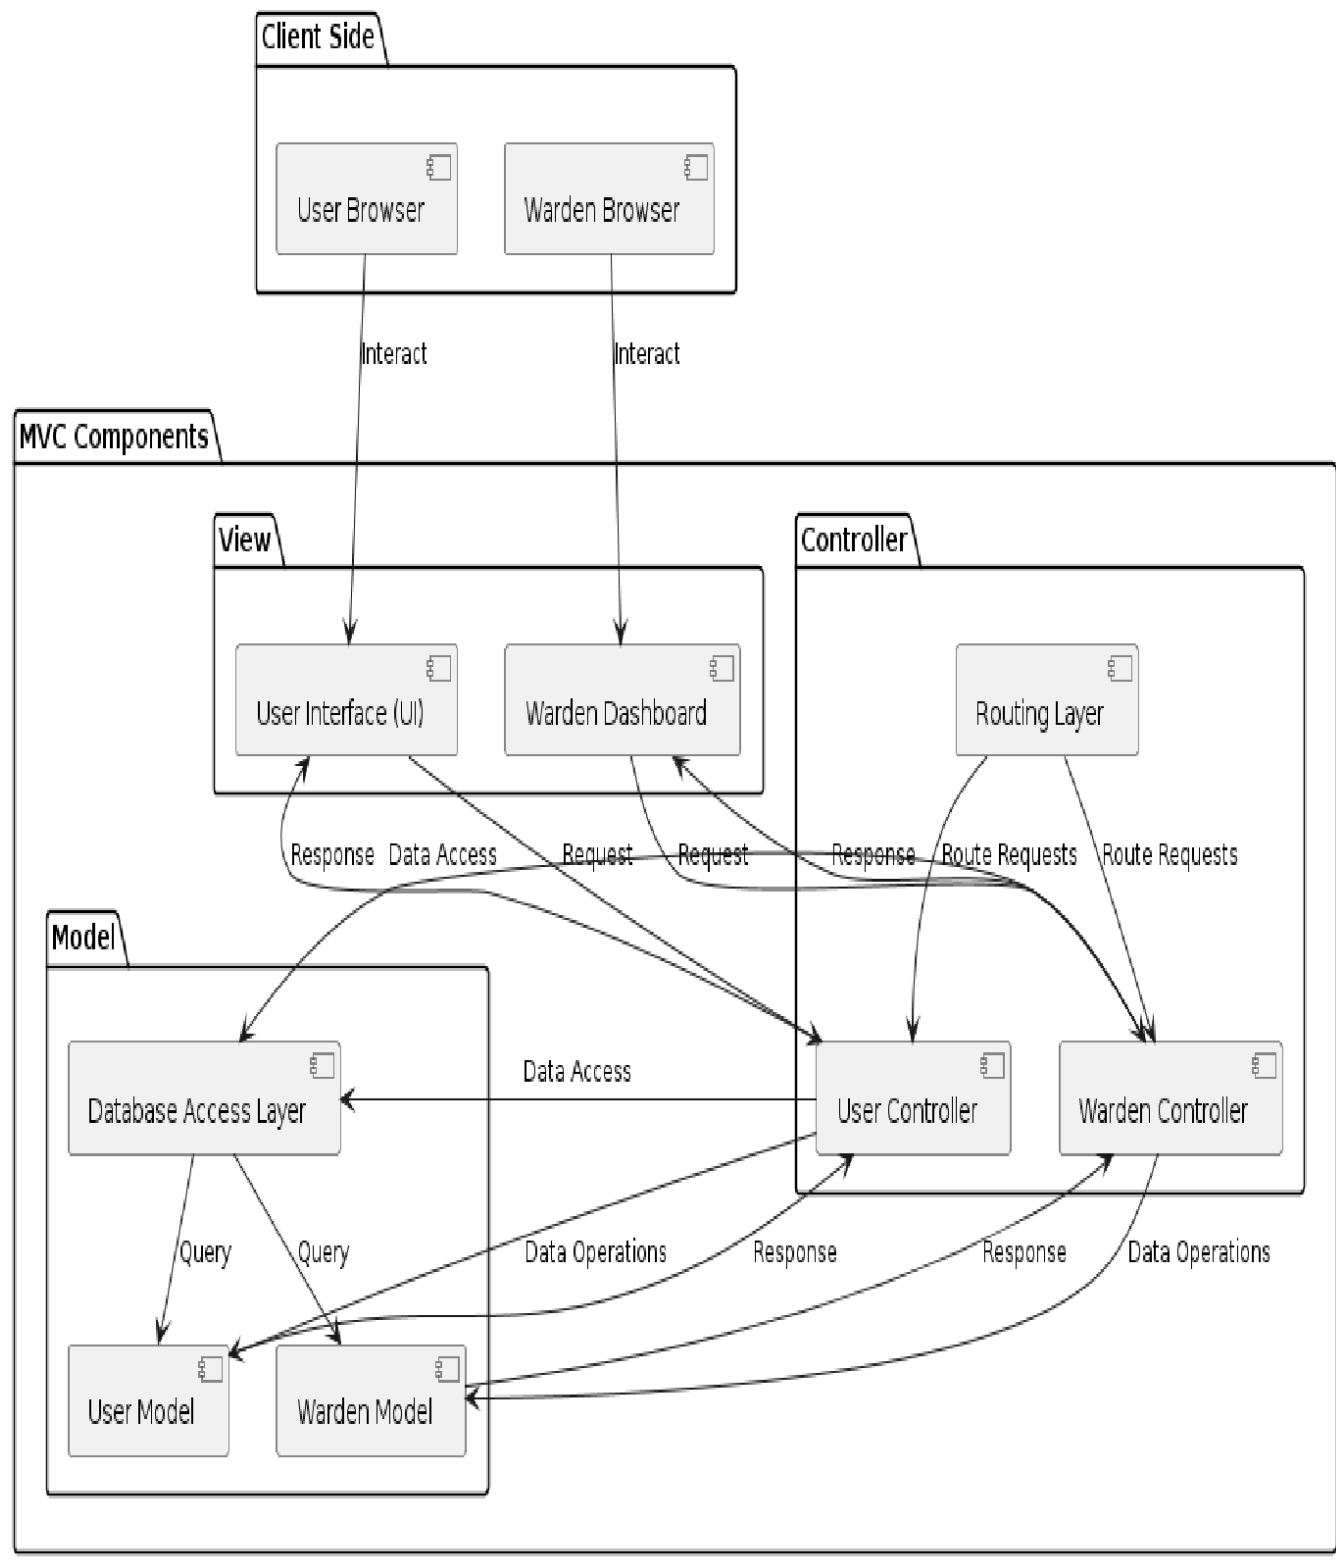 Client Side
User Browser
Warden Browser
Interact
Interact
MVC Components
View
Controller
User Interface (UI)
Warden Dashboard
Routing Layer
Response
Data Access
Request
Request
Response
Route Requests
Route Requests
Model
Data Access
Database Access Layer
User Controller
Warden Controller
Query
Query
Data Operations
Response
Response
Data Operations
User Model
Warden Model